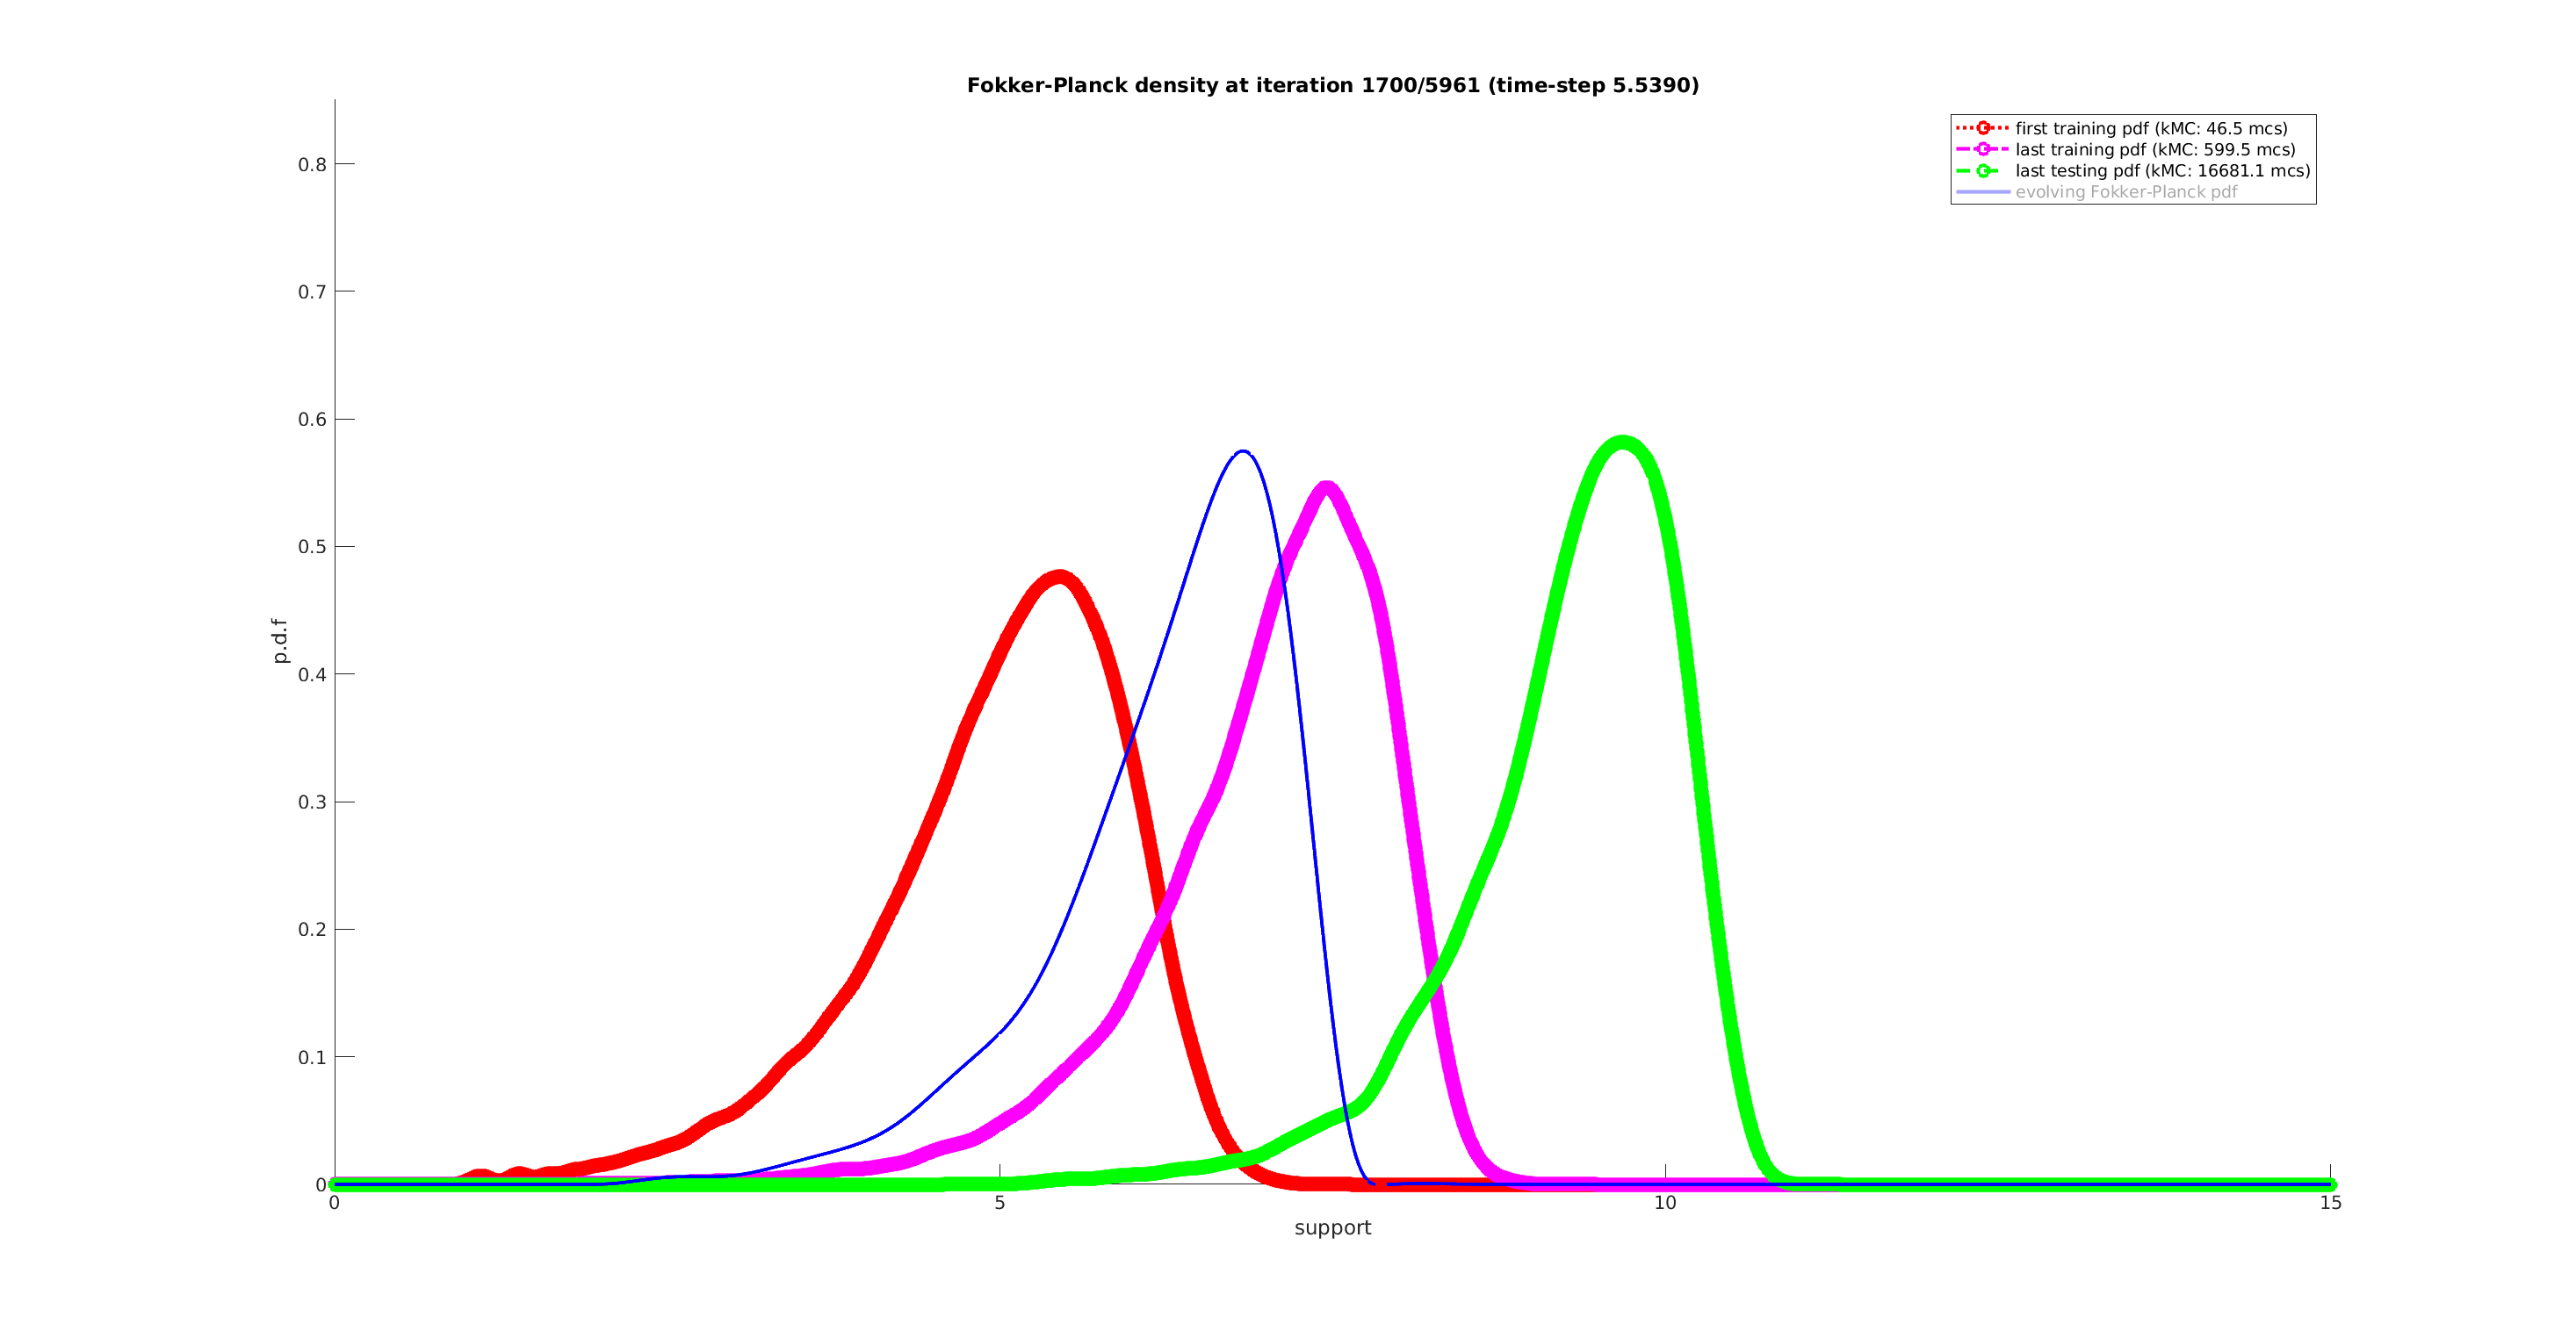 Fokker-Planck density at iteration 1700/5961 (time-step 5.5390)
first training pdf (kMC: 46.5 mcs)
last training pdf (kMC: 599.5 mcs)
last testing pdf (kMC: 16681.1 mcs)
evolving Fokker-Planck pdf
0.8
0.7
0.6
0.5
0.4
0.3
0.2
0.1
0
p.d.f
0 5 10 15
support